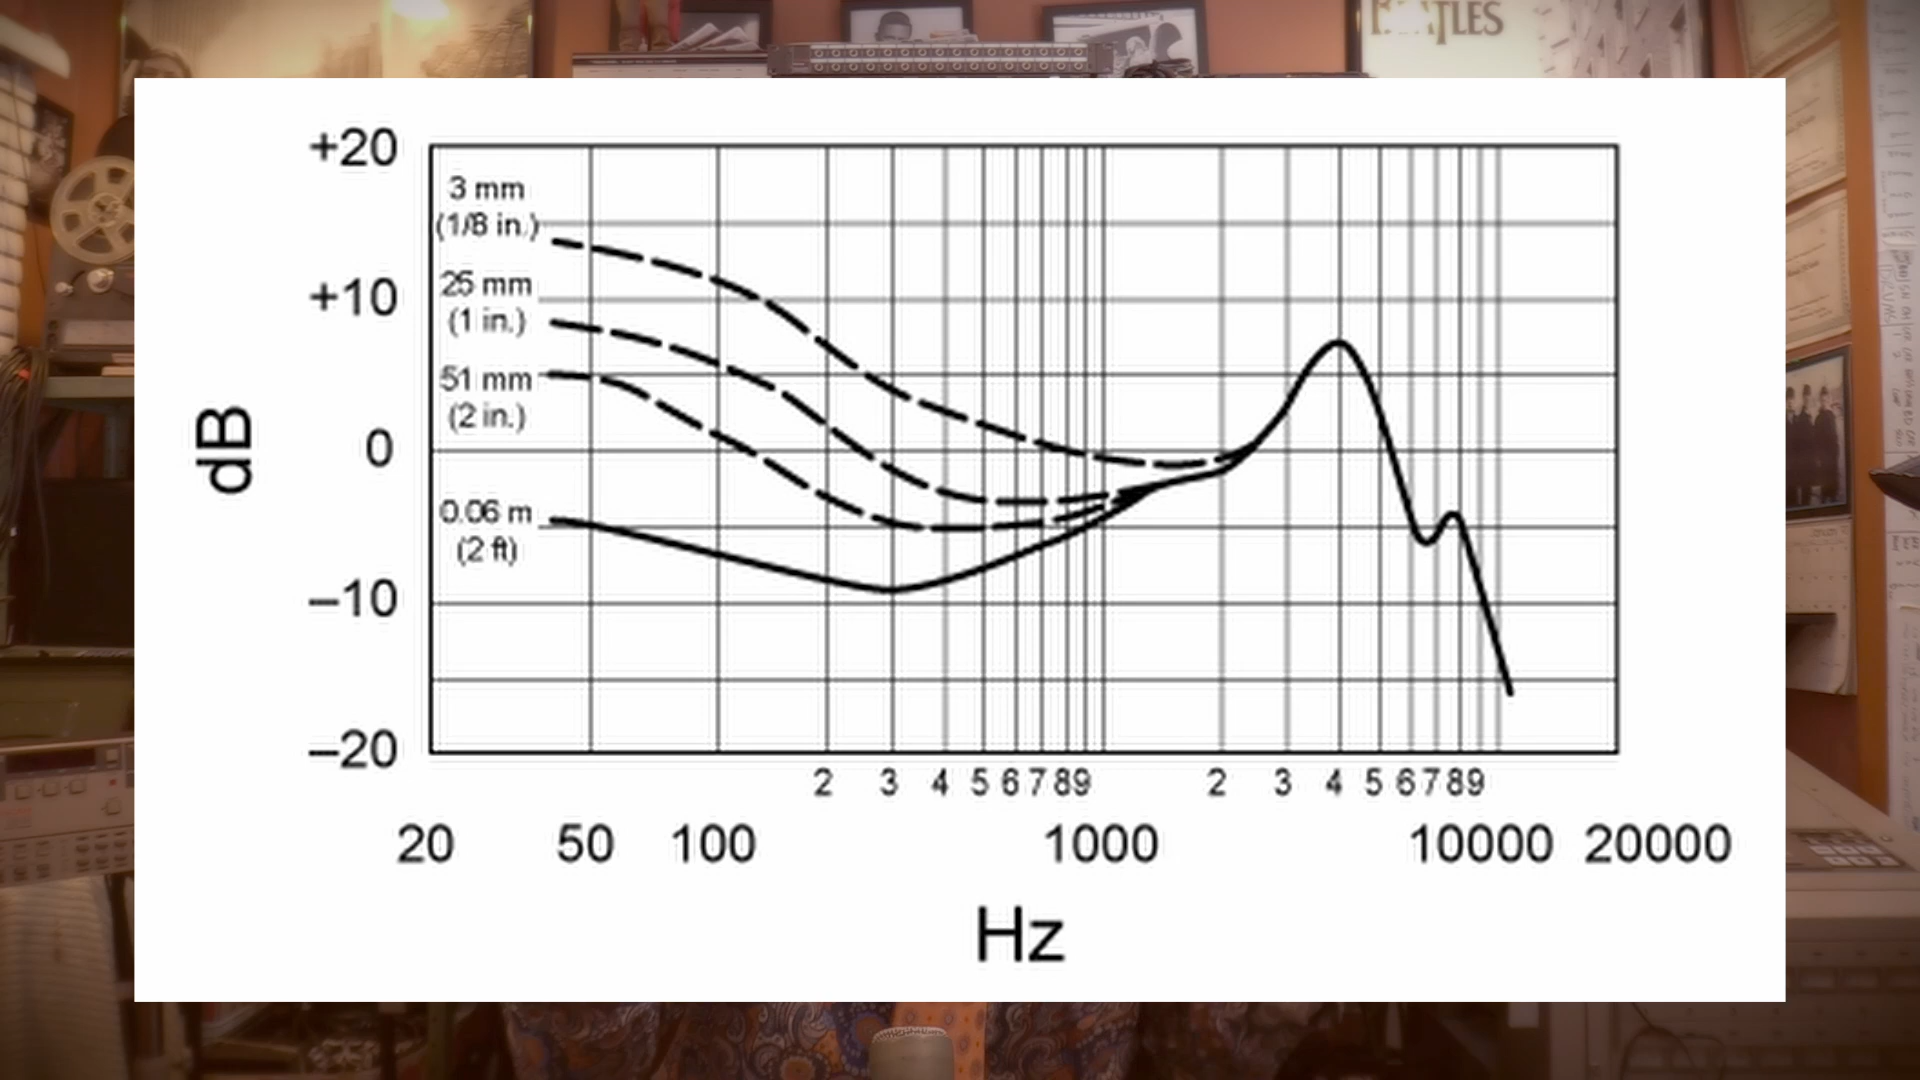 TLES
+20
3 mm
(1/8 in.)
+10
25 mm
(1 in.)
51 mm
(2 in.)
0
dB
0.06 m
(2 ft)
–10
–20
2 3 4 5 6 7 8 9 2 3 4 5 6 7 8 9
20 50 100 1000 10000 20000
Hz